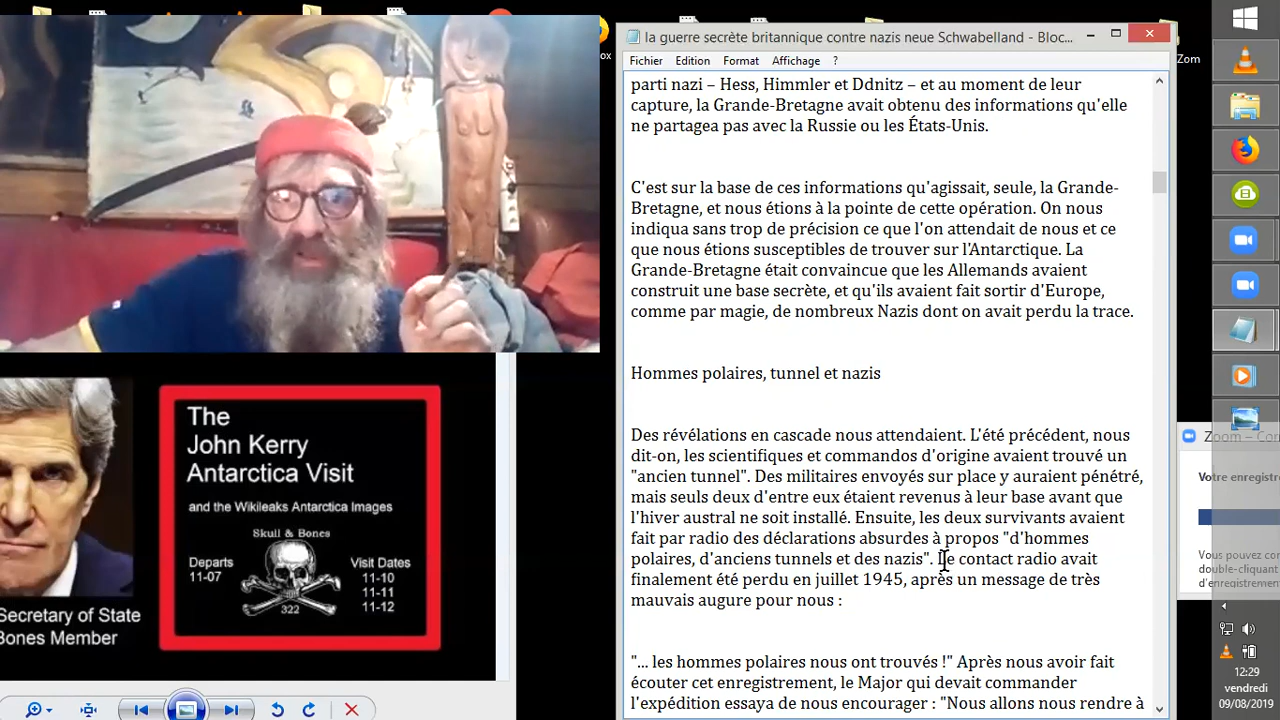 la guerre secrète britannique contre nazis neue Schwabelland - Bloc...
Fichier Edition Format Affichage ?
parti nazi – Hess, Himmler et Ddnitz – et au moment de leur
capture, la Grande-Bretagne avait obtenu des informations qu'elle
ne partagea pas avec la Russie ou les États-Unis.
C'est sur la base de ces informations qu'agissait, seule, la Grande-
Bretagne, et nous étions à la pointe de cette opération. On nous
indiqua sans trop de précision ce que l'on attendait de nous et ce
que nous étions susceptibles de trouver sur l'Antarctique. La
Grande-Bretagne était convaincue que les Allemands avaient
construit une base secrète, et qu'ils avaient fait sortir d'Europe,
comme par magie, de nombreux Nazis dont on avait perdu la trace.
Hommes polaires, tunnel et nazis
Des révélations en cascade nous attendaient. L'été précédent, nous
dit-on, les scientifiques et commandos d'origine avaient trouvé un
"ancien tunnel". Des militaires envoyés sur place y auraient pénétré,
mais seuls deux d'entre eux étaient revenus à leur base avant que
l'hiver austral ne soit installé. Ensuite, les deux survivants avaient
fait par radio des déclarations absurdes à propos "d'hommes
polaires, d'anciens tunnels et des nazis". Le contact radio avait
finalement été perdu en juillet 1945, après un message de très
mauvais augure pour nous :
"... les hommes polaires nous ont trouvés !" Après nous avoir fait
écouter cet enregistrement, le Major qui devait commander
l'expédition essaya de nous encourager : "Nous allons nous rendre à
The
John Kerry
Antarctica Visit
and the Wikileaks Antarctica Images
Skull & Bones
Departs
11-07
322
Visit Dates
11-10
11-11
11-12
Secretary of State
Bones Member
ox
Zom
Zoom – Co
Votre enregistr
Vous pouvez co
double-cliquant
d'enregistremen
12:29
vendredi
09/08/2019